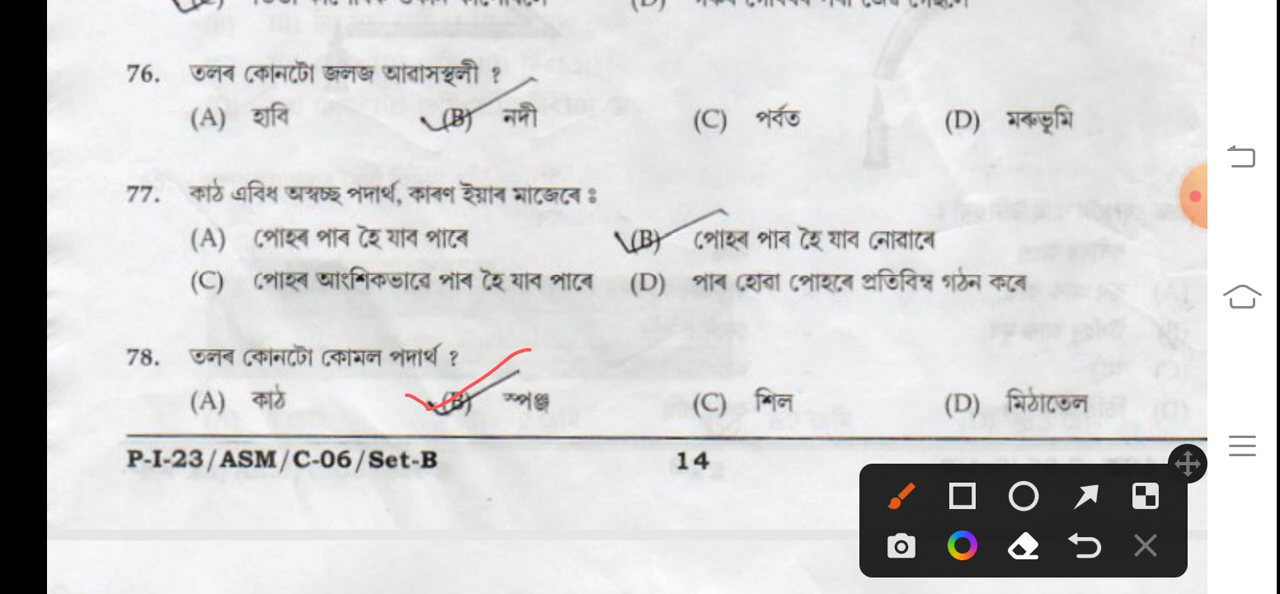 76. তলৰ কোনটো জলজ আৱাসস্থলী ?
(A) হাবি (B) নদী (C) পৰ্বত (D) মৰুভূমি
77. কাঠ এবিধ অস্বচ্ছ পদাৰ্থ, কাৰণ ইয়াৰ মাজেৰে ঃ
(A) পোহৰ পাৰ হৈ যাব পাৰে (B) পোহৰ পাৰ হৈ যাব নোৱাৰে
(C) পোহৰ আংশিকভাৱে পাৰ হৈ যাব পাৰে (D) পাৰ হোৱা পোহৰে প্ৰতিবিম্ব গঠন কৰে
78. তলৰ কোনটো কোমল পদাৰ্থ ?
(A) কাঠ (B) স্পঞ্জ (C) শিল (D) মিঠাতেল
P-I-23/ASM/C-06/Set-B 14